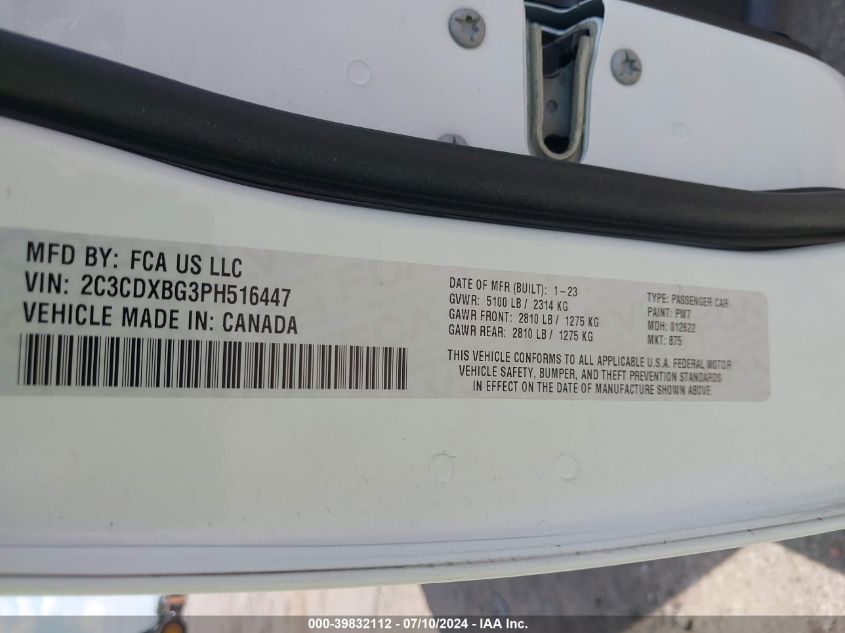 MFD BY: FCA US LLC
VIN: 2C3CDXBG3PH516447
VEHICLE MADE IN: CANADA
DATE OF MFR (BUILT): 1-23
GVWR: 5100 LB / 2314 KG
GAWR FRONT: 2810 LB / 1275 KG
GAWR REAR: 2810 LB / 1275 KG
TYPE: PASSENGER CAR
PAINT: PW7
MDH: 012622
MKT: 875
THIS VEHICLE CONFORMS TO ALL APPLICABLE U.S.A. FEDERAL MOTOR
VEHICLE SAFETY, BUMPER, AND THEFT PREVENTION STANDARDS
IN EFFECT ON THE DATE OF MANUFACTURE SHOWN ABOVE
000-39832112 - 07/10/2024 - IAA Inc.